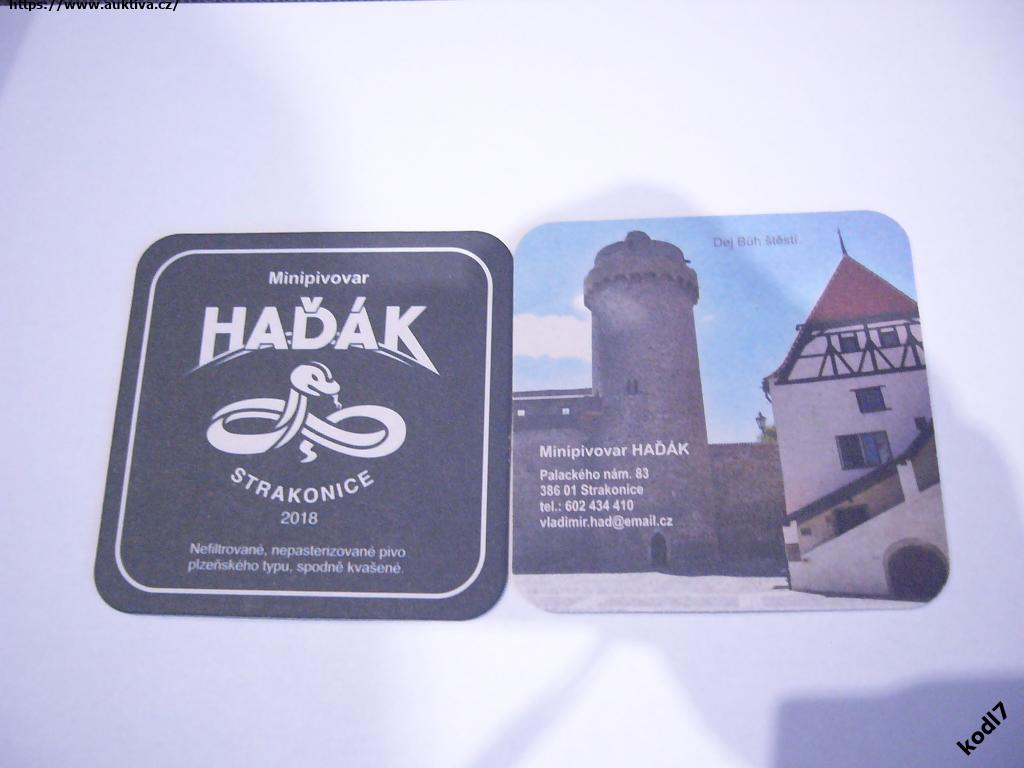 https://www.auktiva.cz/
Minipivovar
HAĎÁK
STRAKONICE
2018
Nefiltrované, nepasterizované pivo
plzeňského typu, spodně kvašené.
Dej Bůh štěstí.
Minipivovar HAĎÁK
Palackého nám. 83
386 01 Strakonice
tel.: 602 434 410
vladimir.had@email.cz
kodl7